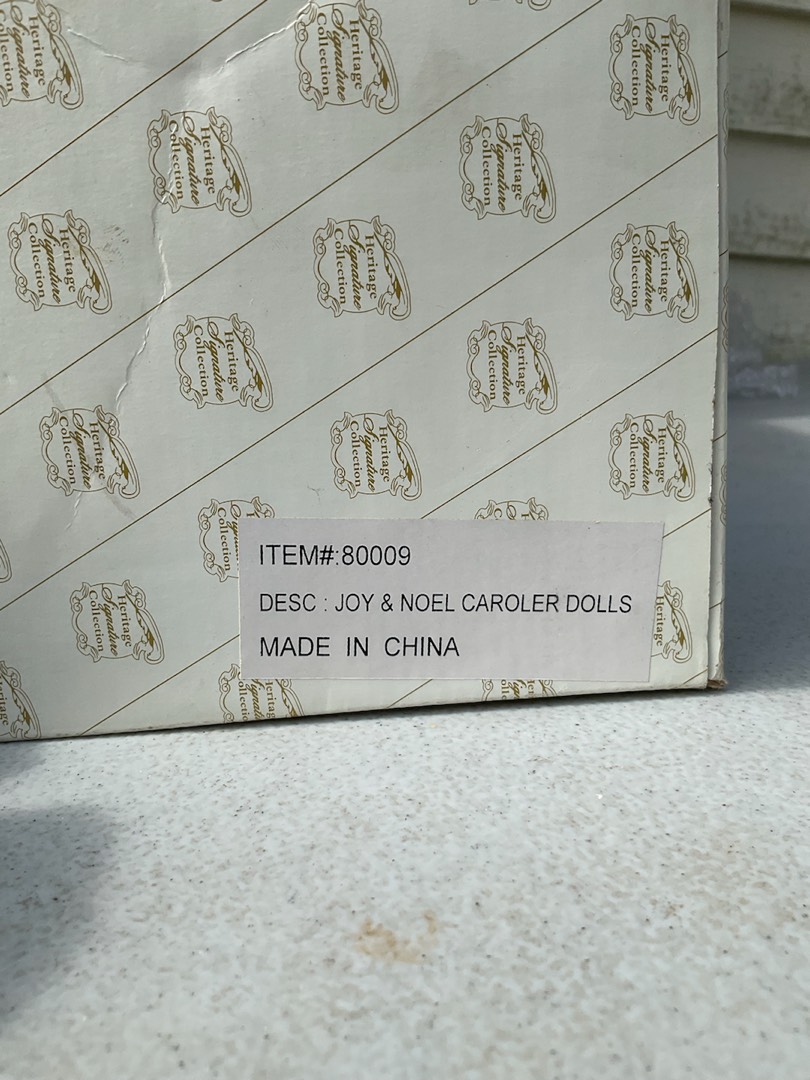 Heritage
Signature
Collection
ITEM#:80009
DESC : JOY & NOEL CAROLER DOLLS
MADE IN CHINA